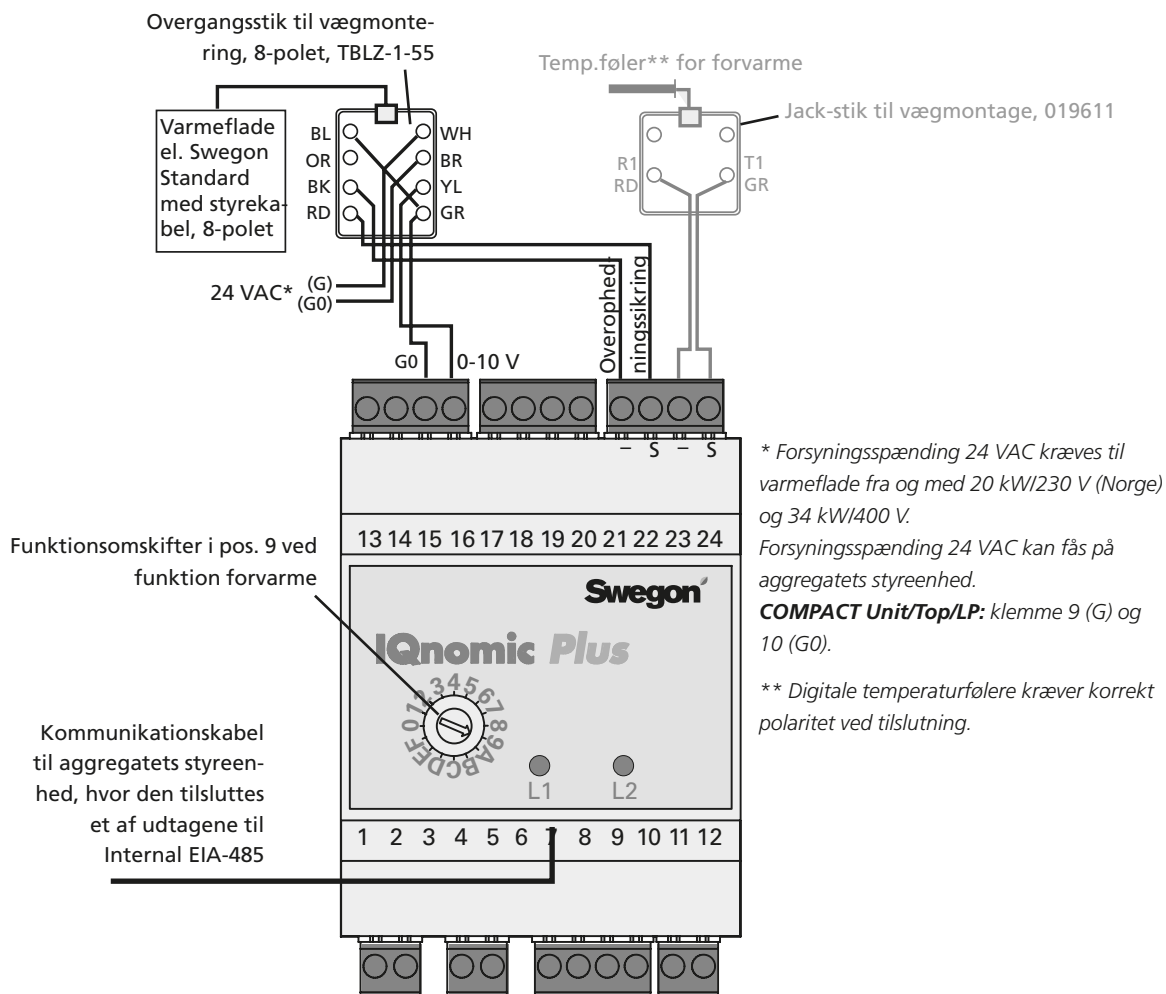 Overgangsstik til vægmonte-
ring, 8-polet, TBLZ-1-55
Temp.føler** for forvarme
Jack-stik til vægmontage, 019611
Varmeflade
el. Swegon
Standard
med styreka-
bel, 8-polet
BL
OR
BK
RD
WH
BR
YL
GR
R1
RD
T1
GR
24 VAC*
(G)
(G0)
G0
0-10 V
Overophed-
ningssikring
– S – S
13 14 15 16 17 18 19 20 21 22 23 24
Funktionsomskifter i pos. 9 ved
funktion forvarme
Swegon
IQnomic Plus
0 1 2 3 4 5 6 7 8 9 A B C D E F
L1
L2
Kommunikationskabel
til aggregatets styreen-
hed, hvor den tilsluttes
et af udtagene til
Internal EIA-485
1 2 3 4 5 6 7 8 9 10 11 12
* Forsyningsspænding 24 VAC kræves til
varmeflade fra og med 20 kW/230 V (Norge)
og 34 kW/400 V.
Forsyningsspænding 24 VAC kan fås på
aggregatets styreenhed.
COMPACT Unit/Top/LP: klemme 9 (G) og
10 (G0).
** Digitale temperaturfølere kræver korrekt
polaritet ved tilslutning.